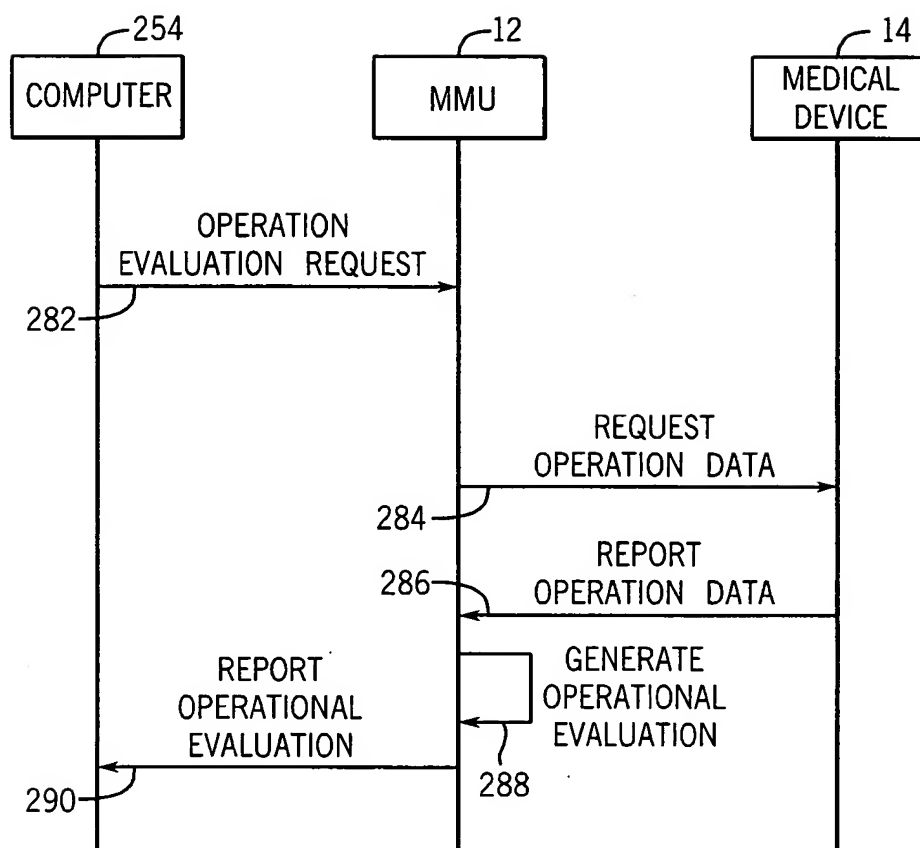 254
12
14
COMPUTER
MMU
MEDICAL
DEVICE
OPERATION
EVALUATION REQUEST
282
REQUEST
OPERATION DATA
284
REPORT
OPERATION DATA
286
GENERATE
OPERATIONAL
EVALUATION
288
REPORT
OPERATIONAL
EVALUATION
290